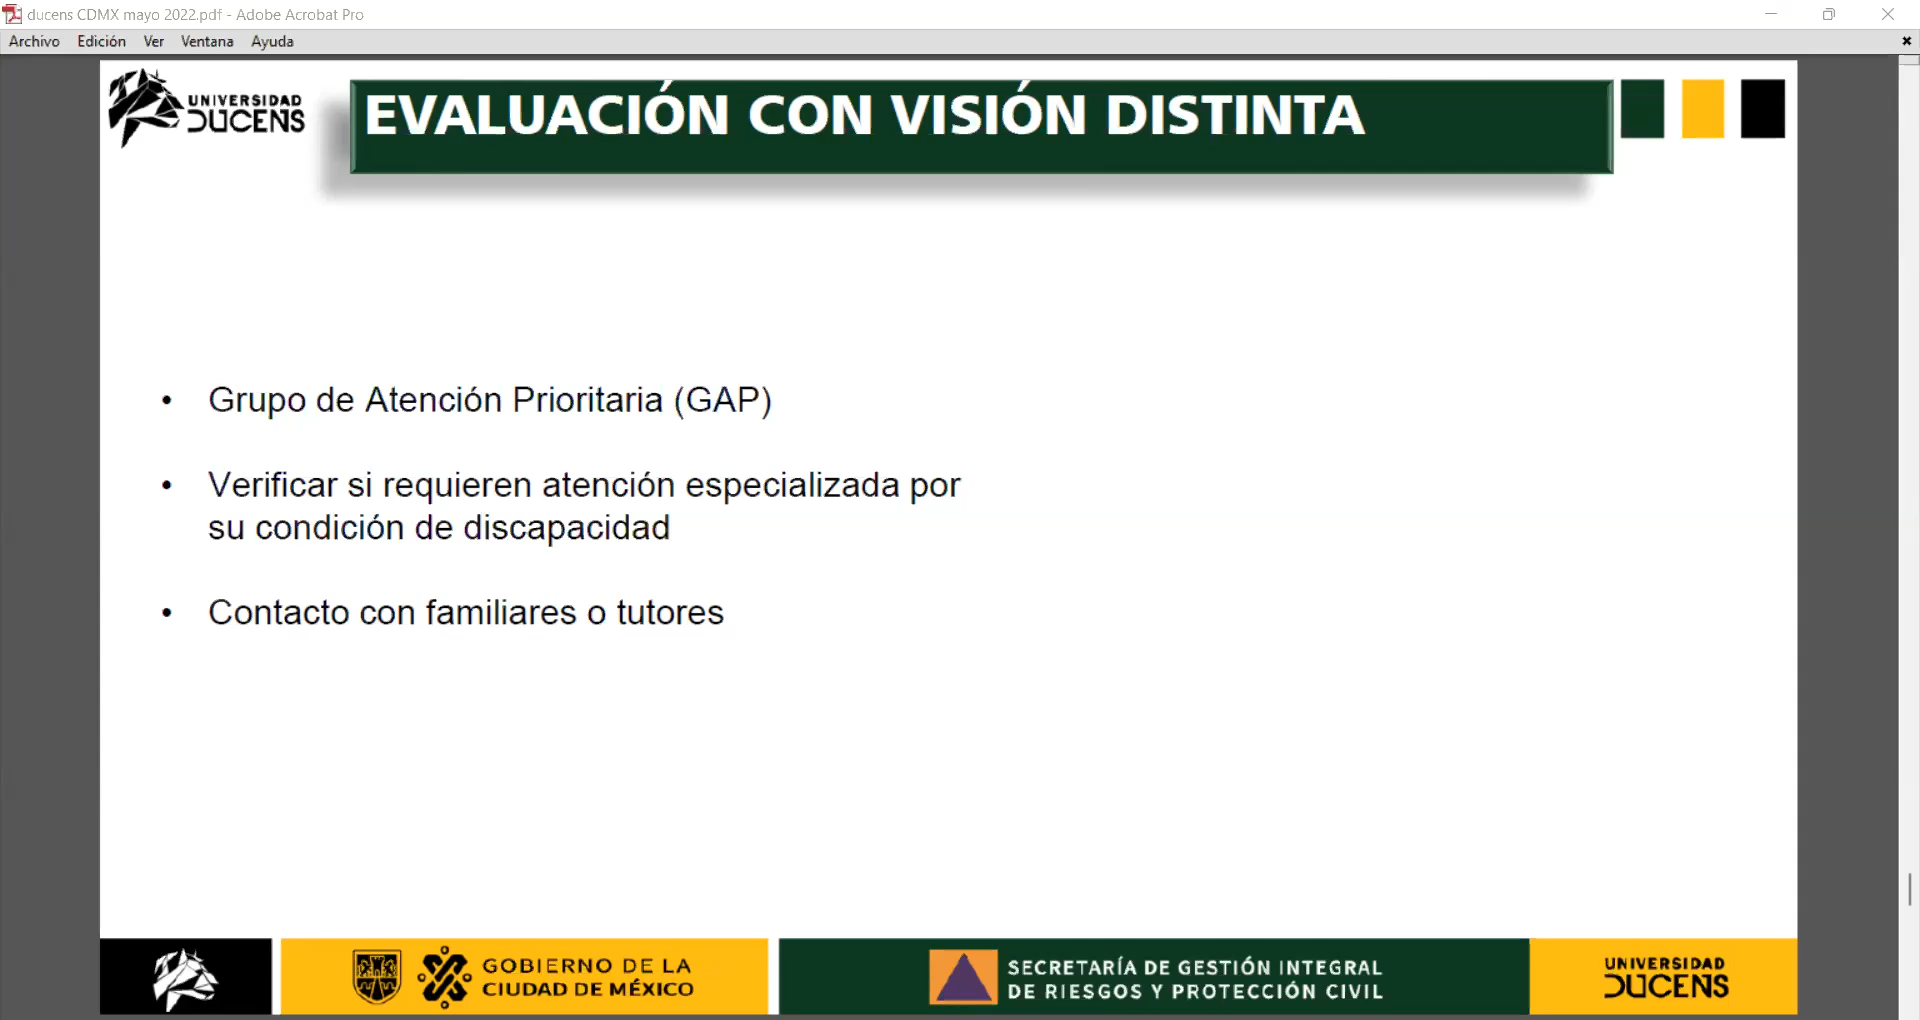 ducens CDMX mayo 2022.pdf - Adobe Acrobat Pro
Archivo Edición Ver Ventana Ayuda
UNIVERSIDAD
DUCENS
EVALUACIÓN CON VISIÓN DISTINTA
• Grupo de Atención Prioritaria (GAP)
• Verificar si requieren atención especializada por
su condición de discapacidad
• Contacto con familiares o tutores
GOBIERNO DE LA
CIUDAD DE MÉXICO
SECRETARÍA DE GESTIÓN INTEGRAL
DE RIESGOS Y PROTECCIÓN CIVIL
UNIVERSIDAD
DUCENS